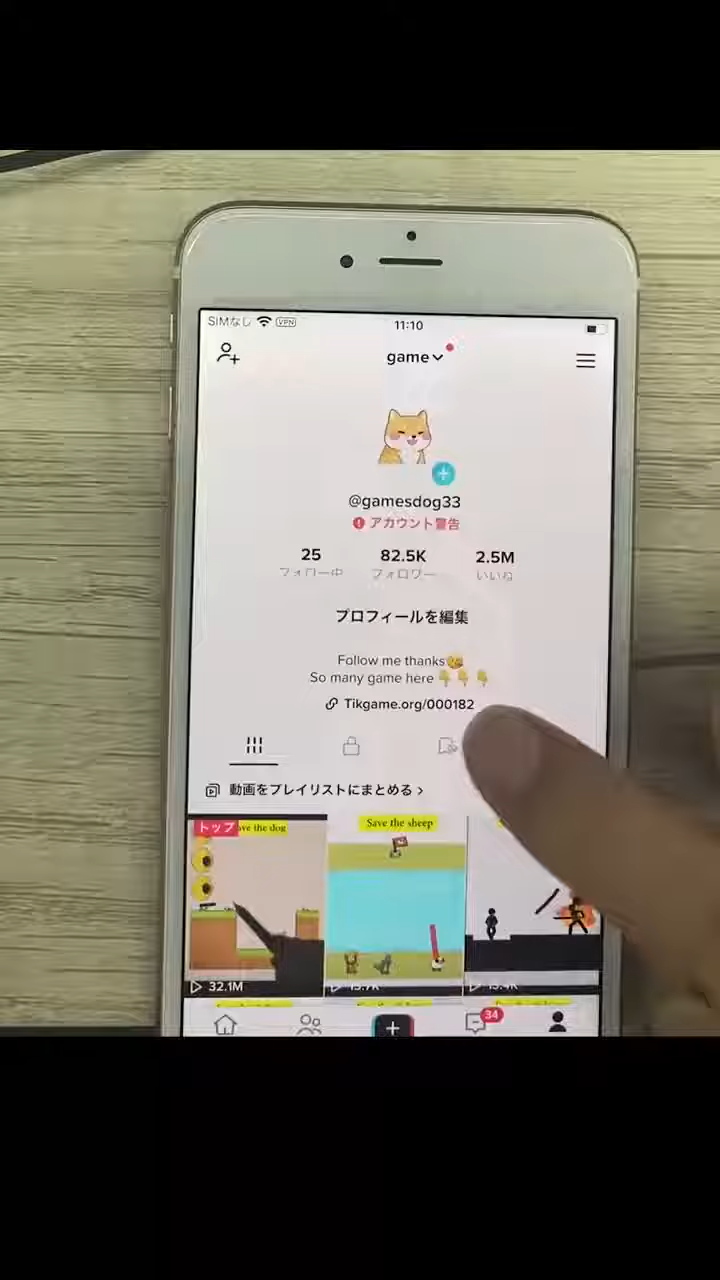 SIMなし VPN 11:10
game
@gamesdog33
アカウント警告
25 82.5K 2.5M
フォロー中 フォロワー いいね
プロフィールを編集
Follow me thanks
So many game here
Tikgame.org/000182
動画をプレイリストにまとめる
トップ ve the dog
Save the sheep
32.1M
34